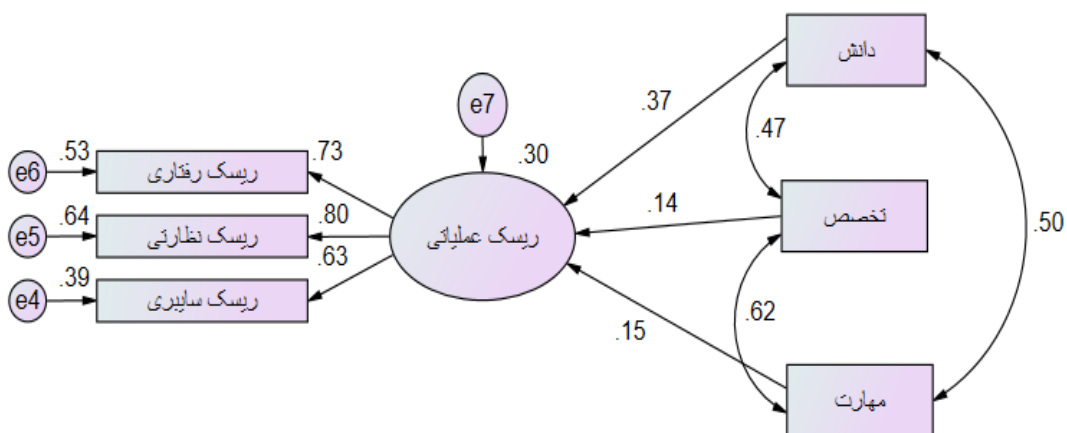 دانش
.37
.47
e7
.30
.53
e6
ریسک رفتاری
.73
تخصص
.14
.50
.64
e5
ریسک نظارتی
.80
ریسک عملیاتی
.63
.39
e4
ریسک سایبری
.62
.15
مهارت